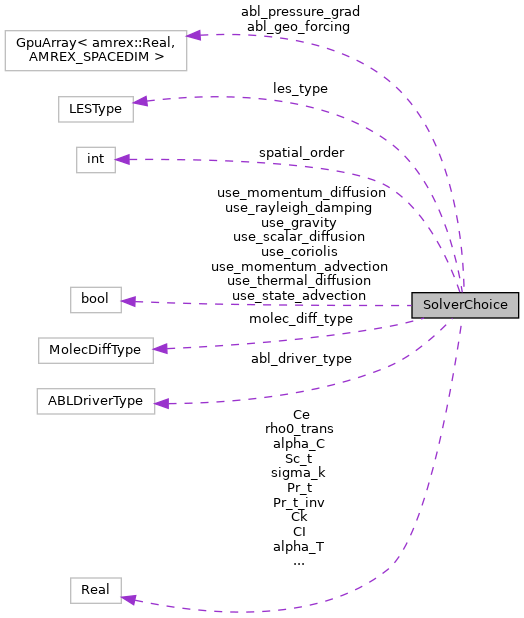 abl_pressure_grad
abl_geo_forcing
GpuArray< amrex::Real,
AMREX_SPACEDIM >
les_type
LESType
spatial_order
int
use_momentum_diffusion
use_rayleigh_damping
use_gravity
use_scalar_diffusion
use_coriolis
use_momentum_advection
use_thermal_diffusion
use_state_advection
bool
SolverChoice
molec_diff_type
MolecDiffType
abl_driver_type
ABLDriverType
Ce
rho0_trans
alpha_C
Sc_t
sigma_k
Pr_t
Pr_t_inv
Ck
CI
alpha_T
...
Real